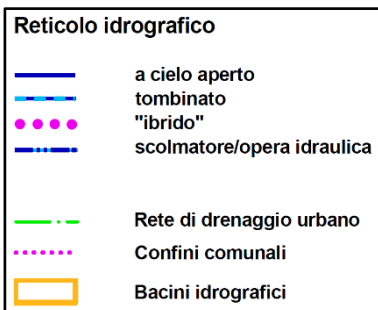 Reticolo idrografico
a cielo aperto
tombinato
"ibrido"
scolmatore/opera idraulica
Rete di drenaggio urbano
Confini comunali
Bacini idrografici